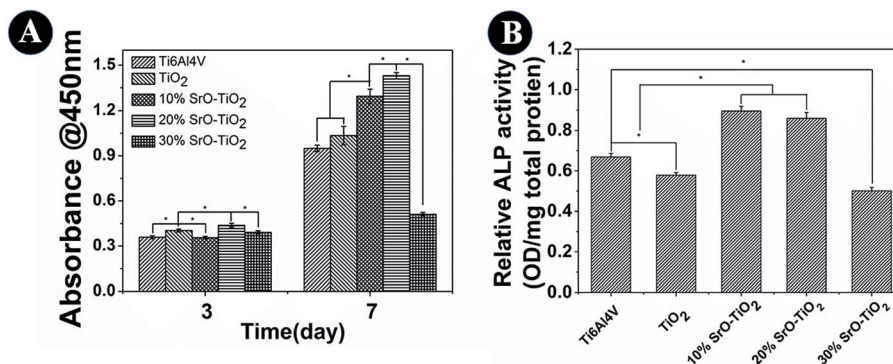 A
Absorbance @450nm
1.5
1.2
0.9
0.6
0.3
0.0
Ti6Al4V
TiO2
10% SrO-TiO2
20% SrO-TiO2
30% SrO-TiO2
* * *
* * * *
3
7
Time(day)
B
Relative ALP activity
(OD/mg total protien)
1.2
1.0
0.8
0.6
0.4
0.2
0.0
*
*
*
Ti6Al4V
TiO2
10% SrO-TiO2
20% SrO-TiO2
30% SrO-TiO2